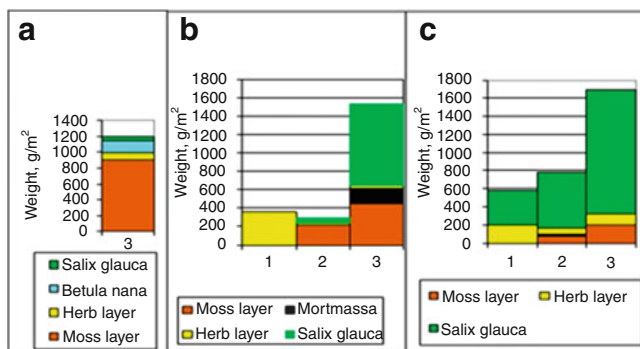 a
Weight, g/m2
1400
1200
1000
800
600
400
200
0
3
Salix glauca
Betula nana
Herb layer
Moss layer
b
Weight, g/m2
1800
1600
1400
1200
1000
800
600
400
200
0
1 2 3
Moss layer Mortmassa
Herb layer Salix glauca
c
Weight, g/m2
1800
1600
1400
1200
1000
800
600
400
200
0
1 2 3
Moss layer Herb layer
Salix glauca